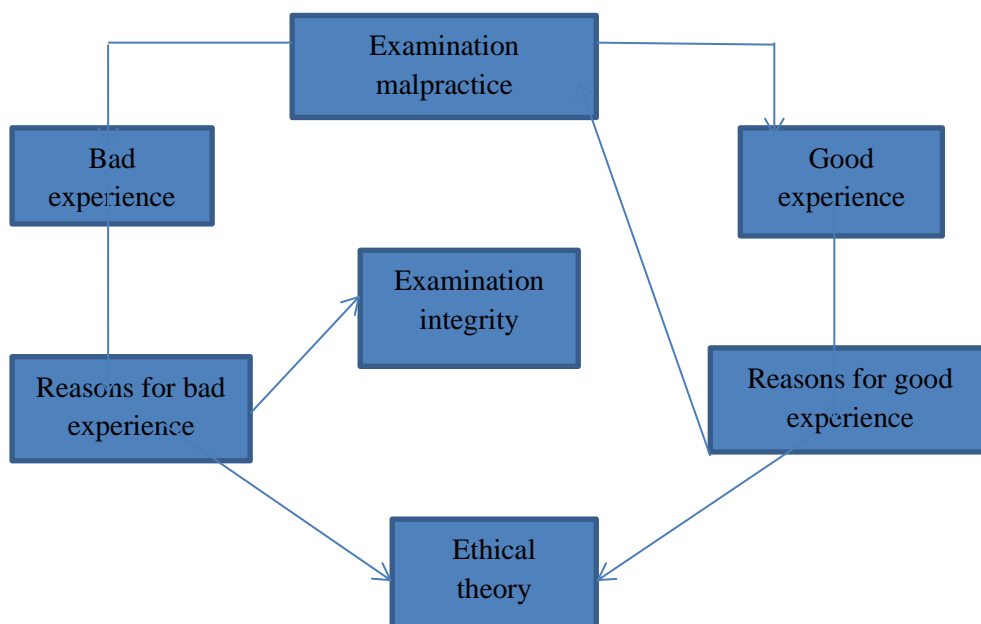 Examination
malpractice
Bad
experience
Good
experience
Examination
integrity
Reasons for bad
experience
Reasons for good
experience
Ethical
theory